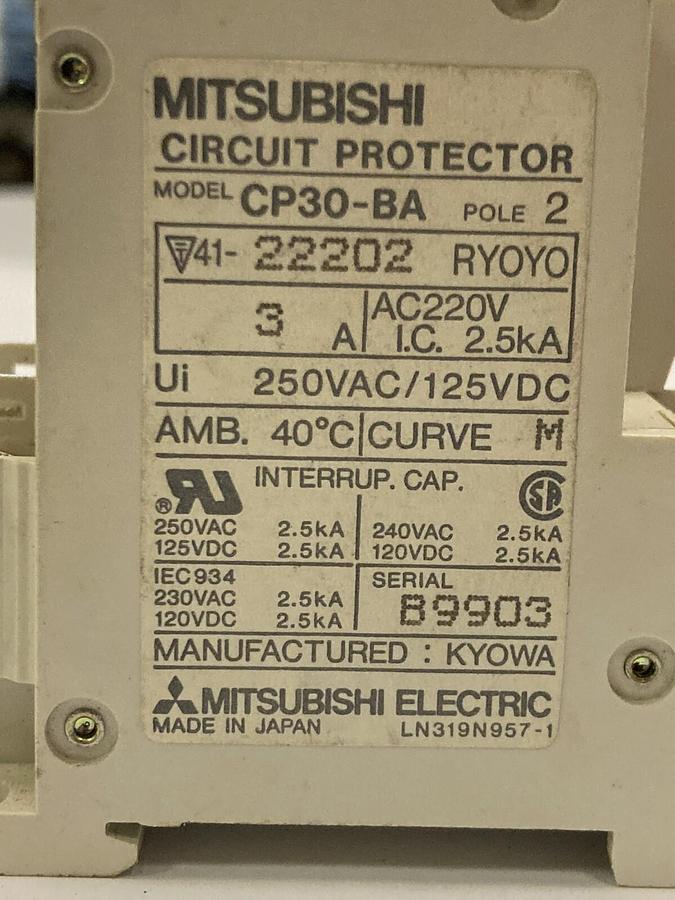 MITSUBISHI
CIRCUIT PROTECTOR
MODEL CP30-BA POLE 2
T 41-22202 RYOYO
3 A AC220V
I.C. 2.5kA
Ui 250VAC/125VDC
AMB. 40°C CURVE M
INTERRUP. CAP.
RU ® SA
250VAC 2.5kA 240VAC 2.5kA
125VDC 2.5kA 120VDC 2.5kA
IEC934 SERIAL
230VAC 2.5kA B9903
120VDC 2.5kA
MANUFACTURED : KYOWA
MITSUBISHI ELECTRIC
MADE IN JAPAN LN319N957-1